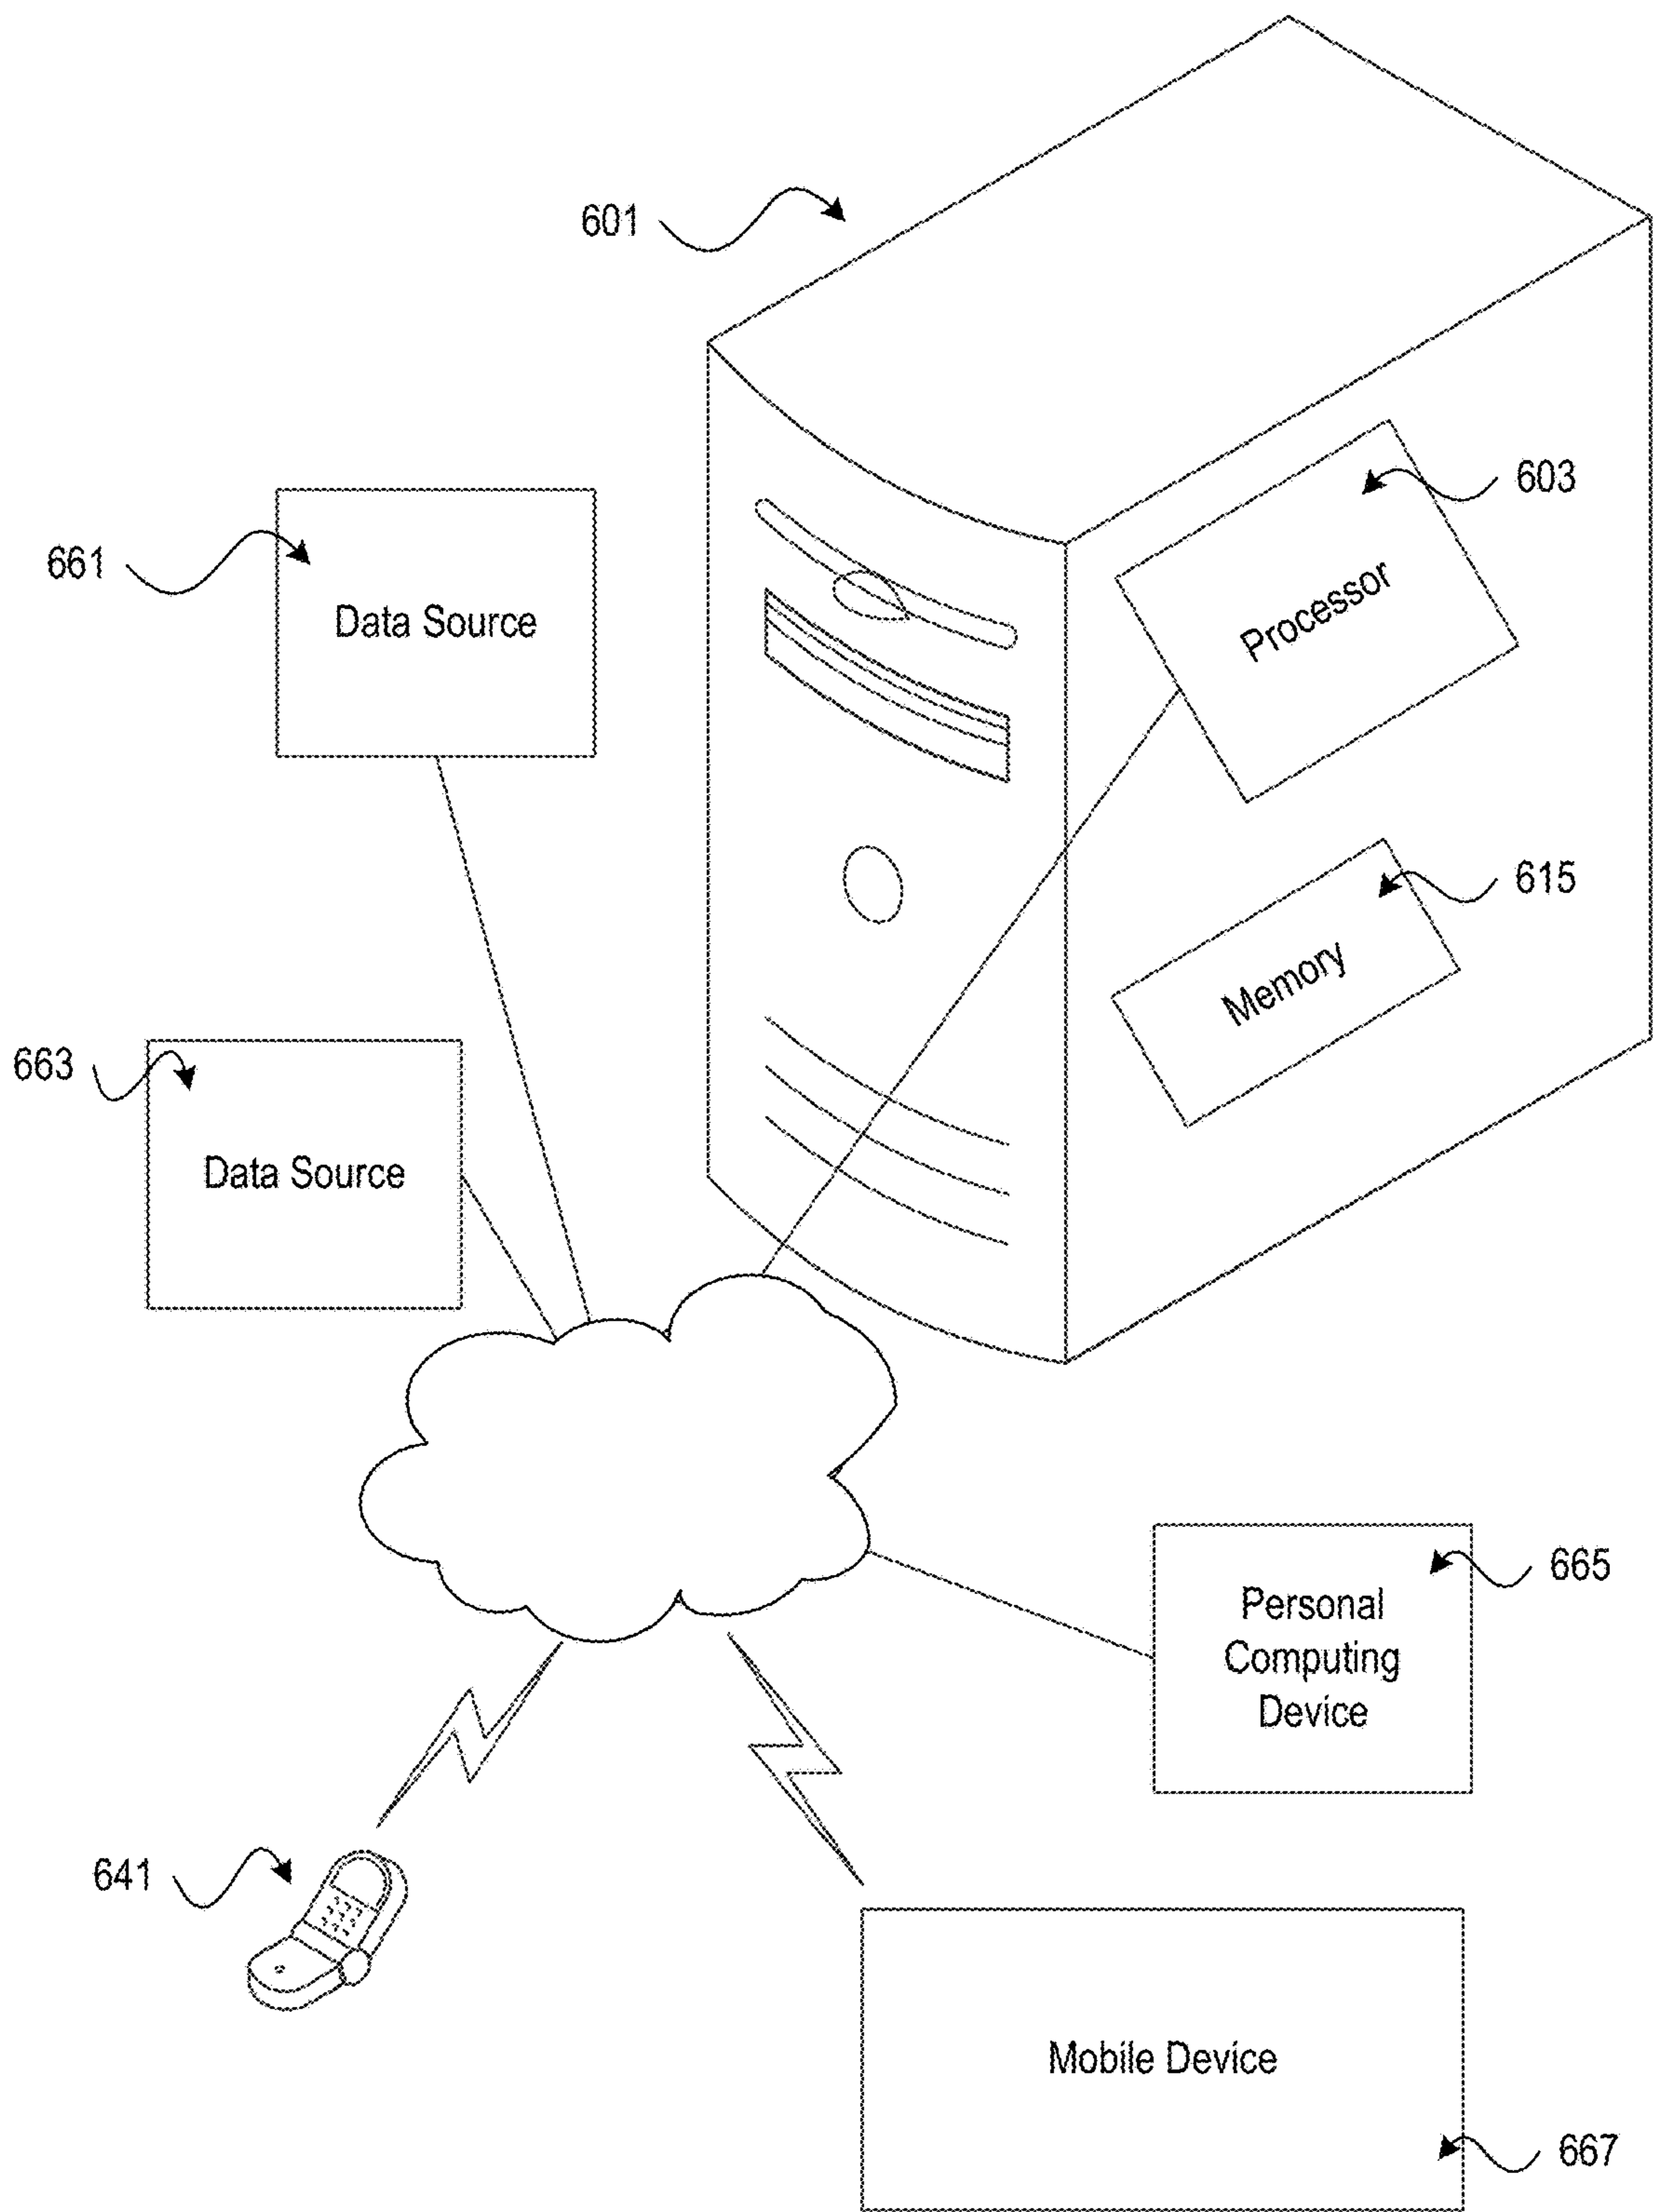 601
603
Processor
661
Data Source
615
Memory
663
Data Source
665
Personal
Computing
Device
641
Mobile Device
667